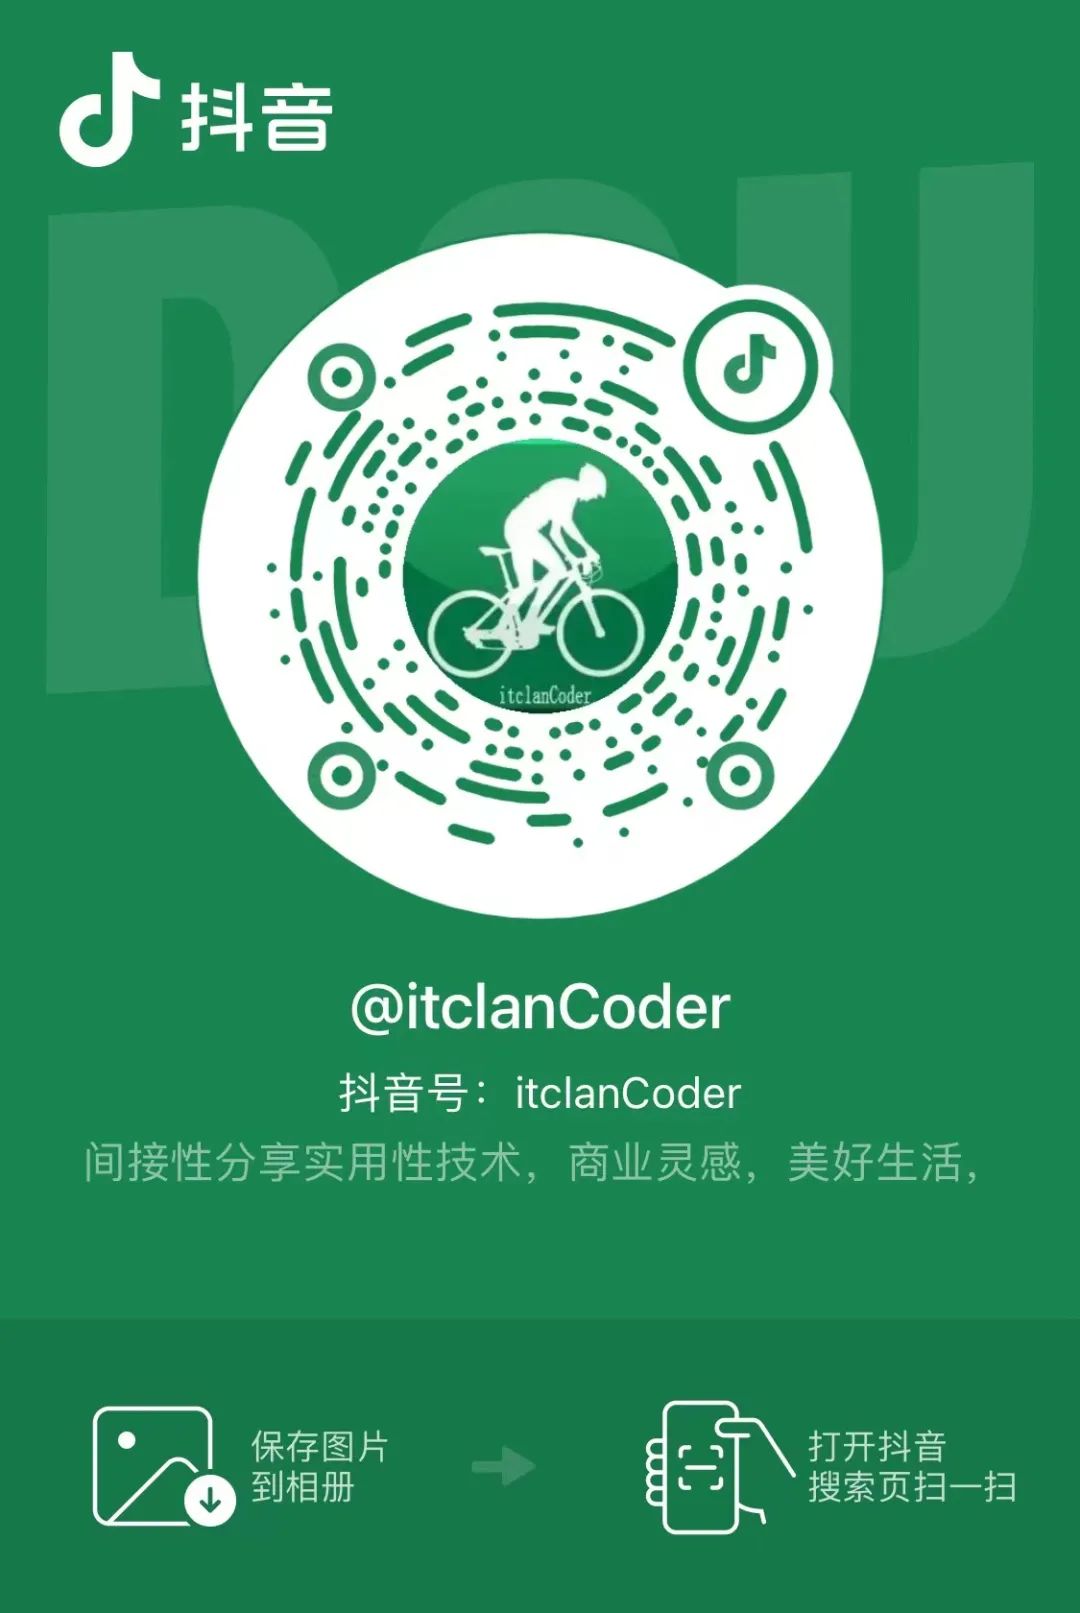 抖音
DOU
itclanCoder
@itclanCoder
抖音号：itclanCoder
间接性分享实用性技术，商业灵感，美好生活，
保存图片
到相册
打开抖音
搜索页扫一扫